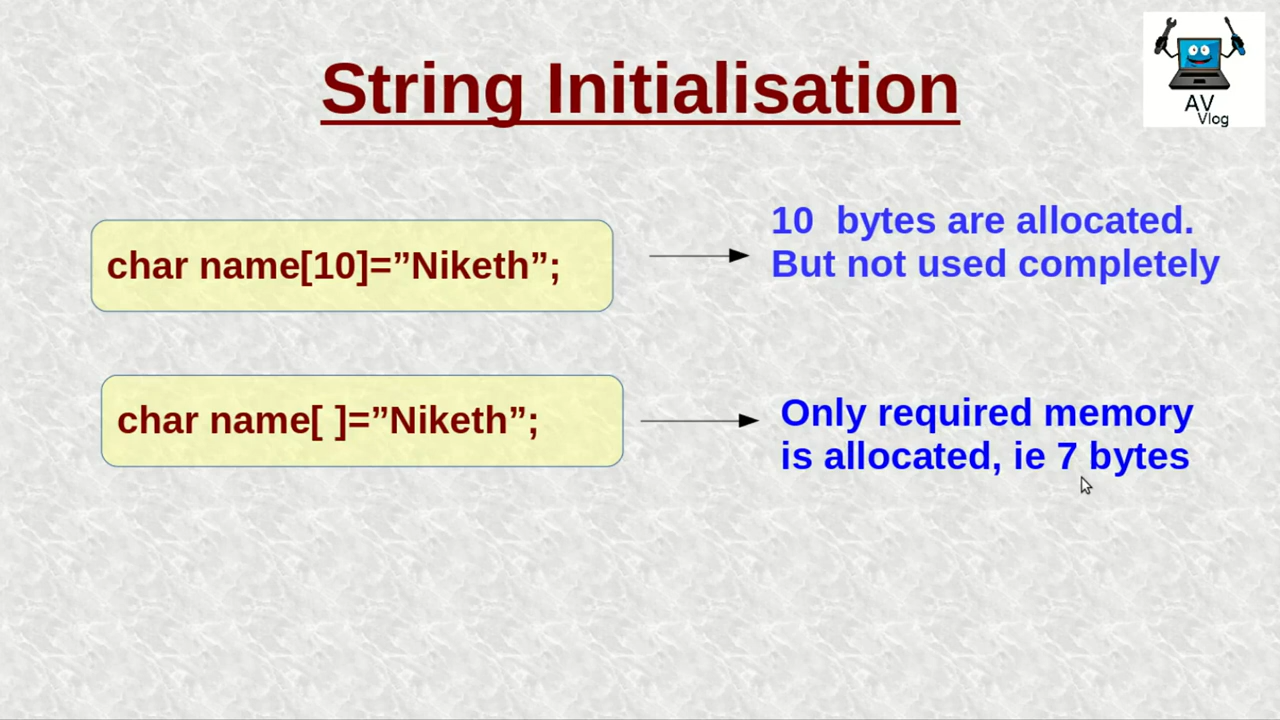 AV
Vlog
String Initialisation
char name[10]=”Niketh”;
10  bytes are allocated.
But not used completely
char name[ ]=”Niketh”;
Only required memory
is allocated, ie 7 bytes